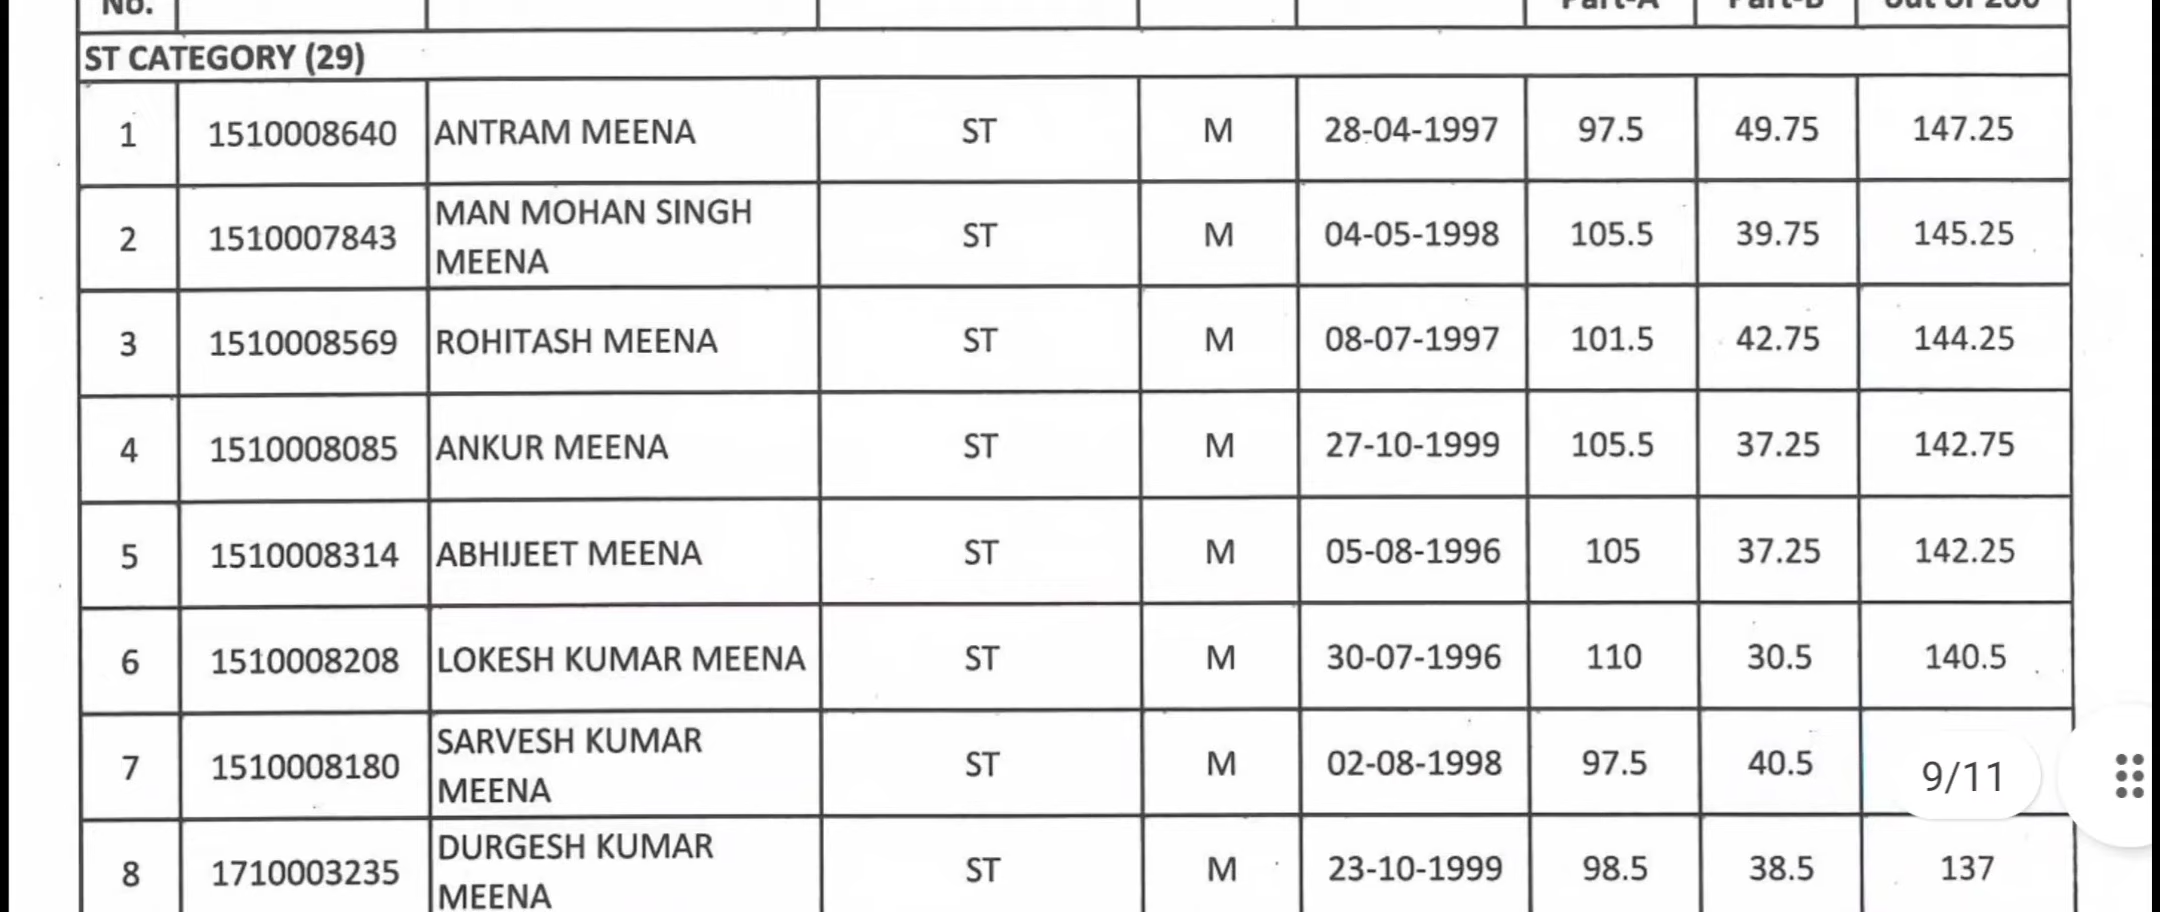 No. Part-A Part-B out of 200
ST CATEGORY (29)
1 1510008640 ANTRAM MEENA ST M 28-04-1997 97.5 49.75 147.25
2 1510007843 MAN MOHAN SINGH MEENA ST M 04-05-1998 105.5 39.75 145.25
3 1510008569 ROHITASH MEENA ST M 08-07-1997 101.5 42.75 144.25
4 1510008085 ANKUR MEENA ST M 27-10-1999 105.5 37.25 142.75
5 1510008314 ABHIJEET MEENA ST M 05-08-1996 105 37.25 142.25
6 1510008208 LOKESH KUMAR MEENA ST M 30-07-1996 110 30.5 140.5
7 1510008180 SARVESH KUMAR MEENA ST M 02-08-1998 97.5 40.5
9/11
8 1710003235 DURGESH KUMAR MEENA ST M 23-10-1999 98.5 38.5 137